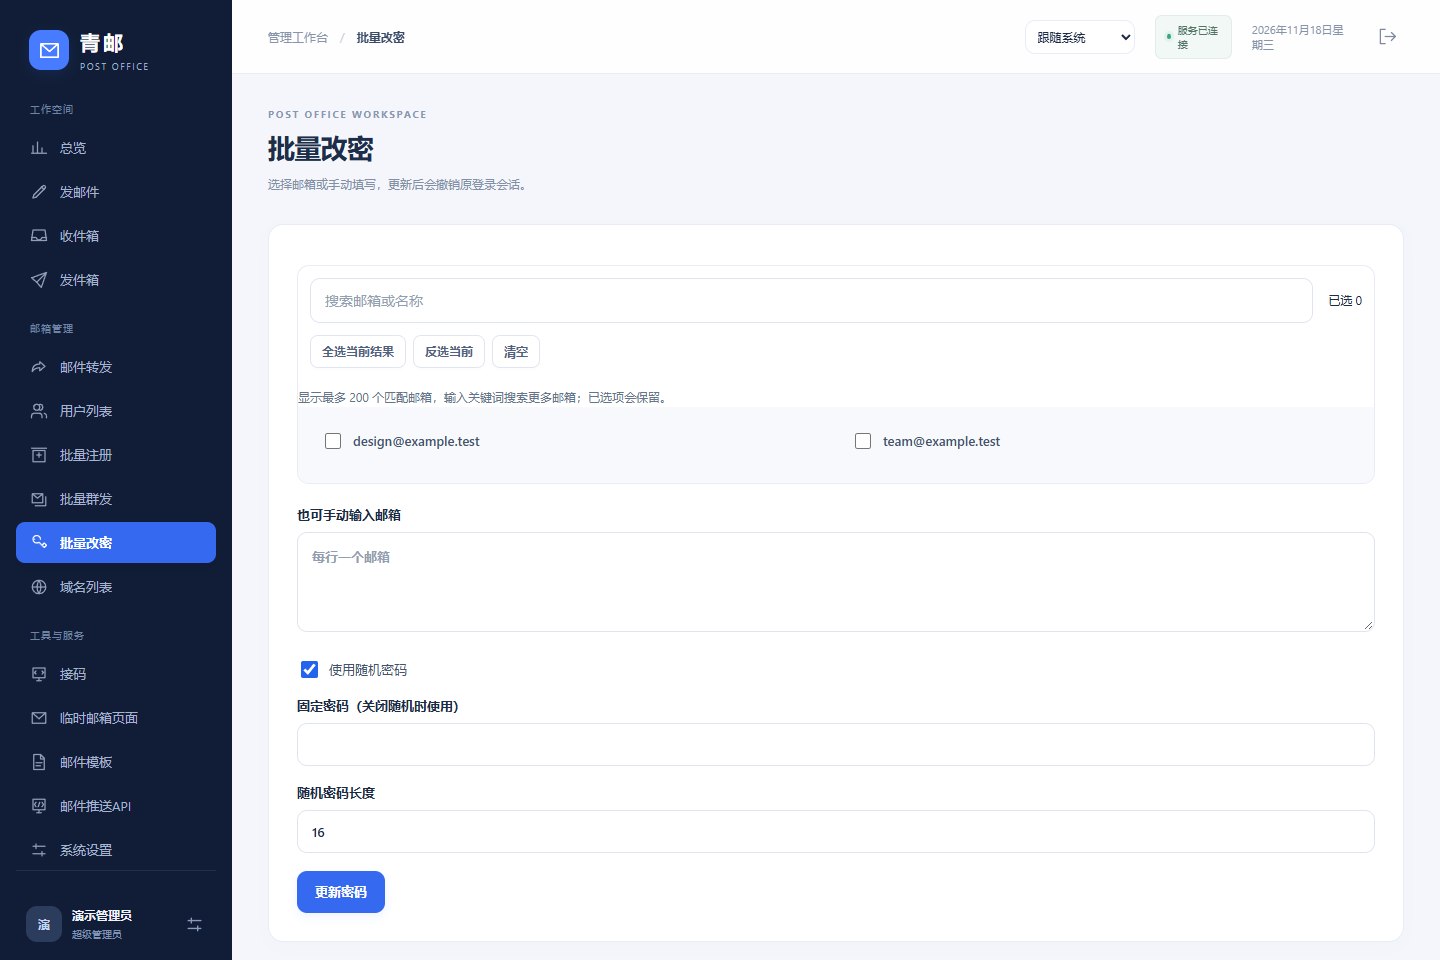 青邮
POST OFFICE
工作空间
总览
发邮件
收件箱
发件箱
邮箱管理
邮件转发
用户列表
批量注册
批量群发
批量改密
域名列表
工具与服务
接码
临时邮箱页面
邮件模板
邮件推送API
系统设置
演
演示管理员
超级管理员
管理工作台 / 批量改密
跟随系统
服务已连
接
2026年11月18日星
期三
POST OFFICE WORKSPACE
批量改密
选择邮箱或手动填写，更新后会撤销原登录会话。
搜索邮箱或名称
已选 0
全选当前结果
反选当前
清空
显示最多 200 个匹配邮箱，输入关键词搜索更多邮箱；已选项会保留。
design@example.test
team@example.test
也可手动输入邮箱
每行一个邮箱
使用随机密码
固定密码（关闭随机时使用）
随机密码长度
16
更新密码